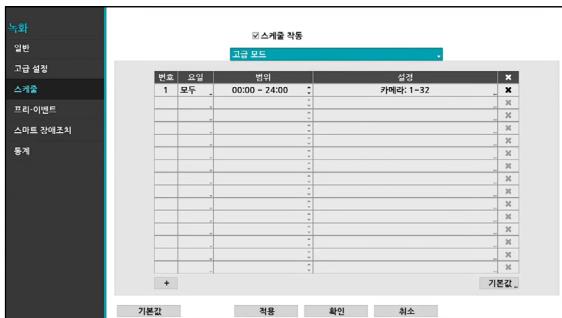 녹화
일반
고급 설정
스케줄
프리-이벤트
스마트 장애조치
통계
스케줄 작동
고급 모드
번호 요일 범위 설정
1 모두 00:00 - 24:00 카메라: 1-32
+ 기본값
기본값 적용 확인 취소